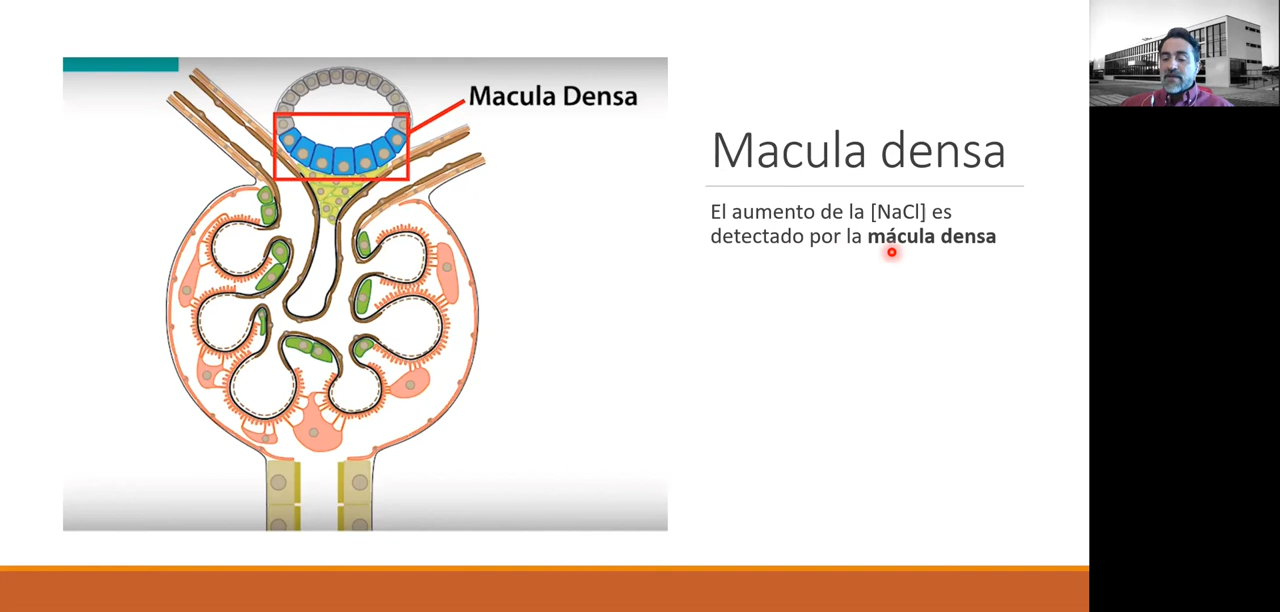 Macula Densa
Macula densa
El aumento de la [NaCl] es
detectado por la mácula densa